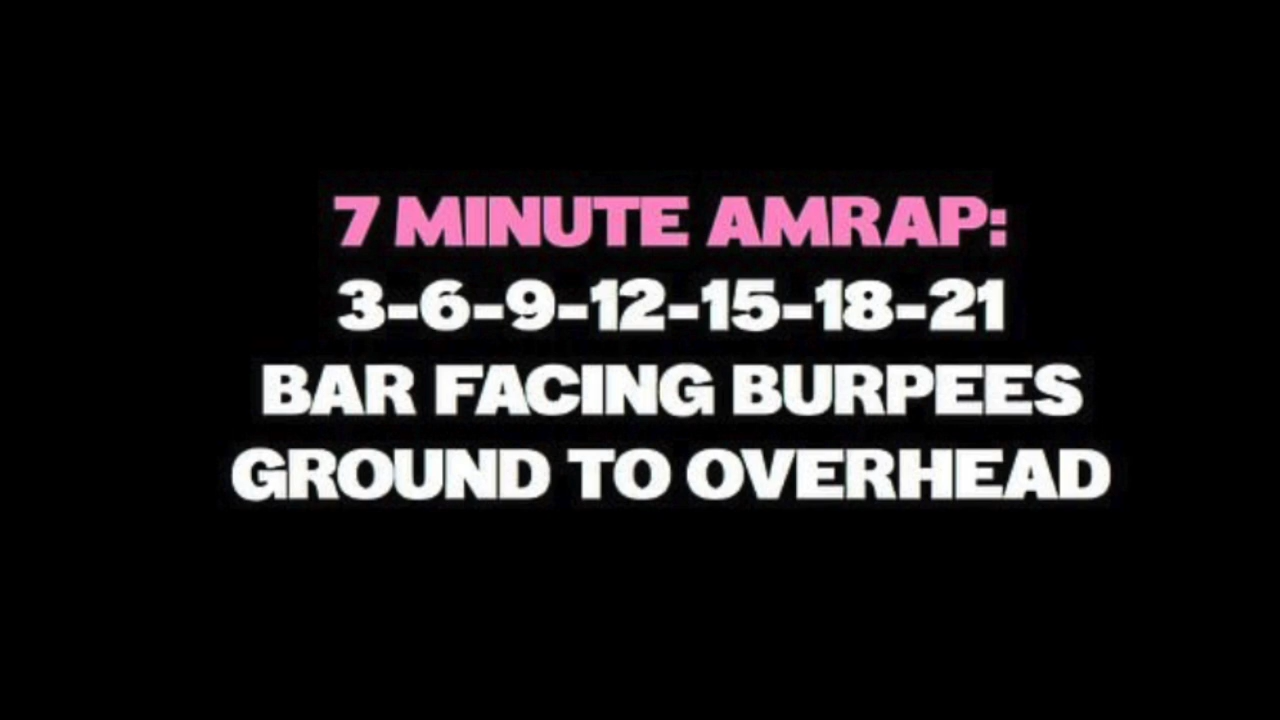 7 MINUTE AMRAP:
3-6-9-12-15-18-21
BAR FACING BURPEES
GROUND TO OVERHEAD